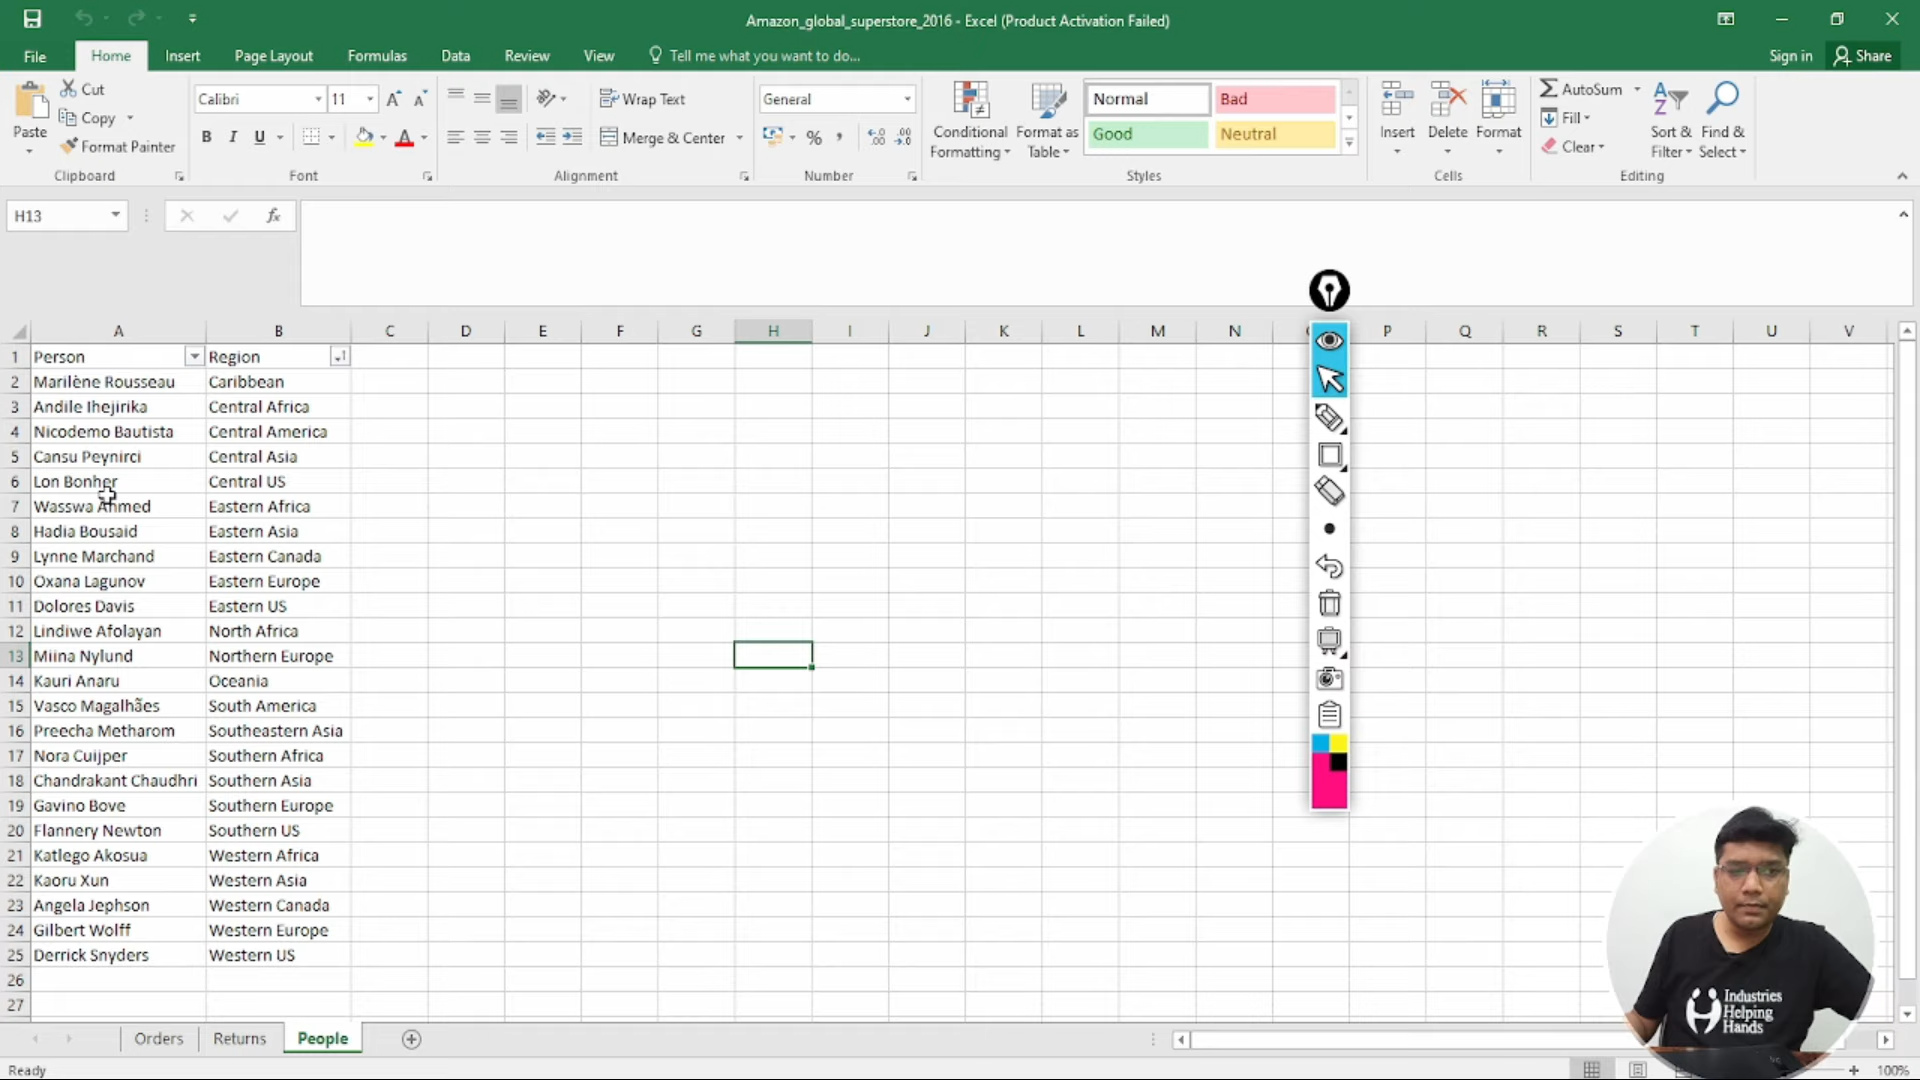 Amazon_global_superstore_2016 - Excel (Product Activation Failed)
File Home Insert Page Layout Formulas Data Review View Tell me what you want to do... Sign in Share
Paste
Cut
Copy
Format Painter
Clipboard
Calibri 11
B I U
Font
Wrap Text
Merge & Center
Alignment
General
%
Number
Conditional Formatting
Format as Table
Normal Bad
Good Neutral
Styles
Insert Delete Format
Cells
AutoSum
Fill
Clear
Sort & Filter
Find & Select
Editing
H13 fx
A B C D E F G H I J K L M N P Q R S T U V
1 Person Region
2 Marilène Rousseau Caribbean
3 Andile Ihejirika Central Africa
4 Nicodemo Bautista Central America
5 Cansu Peynirci Central Asia
6 Lon Bonher Central US
7 Wasswa Ahmed Eastern Africa
8 Hadia Bousaid Eastern Asia
9 Lynne Marchand Eastern Canada
10 Oxana Lagunov Eastern Europe
11 Dolores Davis Eastern US
12 Lindiwe Afolayan North Africa
13 Miina Nylund Northern Europe
14 Kauri Anaru Oceania
15 Vasco Magalhães South America
16 Preecha Metharom Southeastern Asia
17 Nora Cuijper Southern Africa
18 Chandrakant Chaudhri Southern Asia
19 Gavino Bove Southern Europe
20 Flannery Newton Southern US
21 Katlego Akosua Western Africa
22 Kaoru Xun Western Asia
23 Angela Jephson Western Canada
24 Gilbert Wolff Western Europe
25 Derrick Snyders Western US
26
27
Industries
Helping
Hands
Orders Returns People
Ready 100%